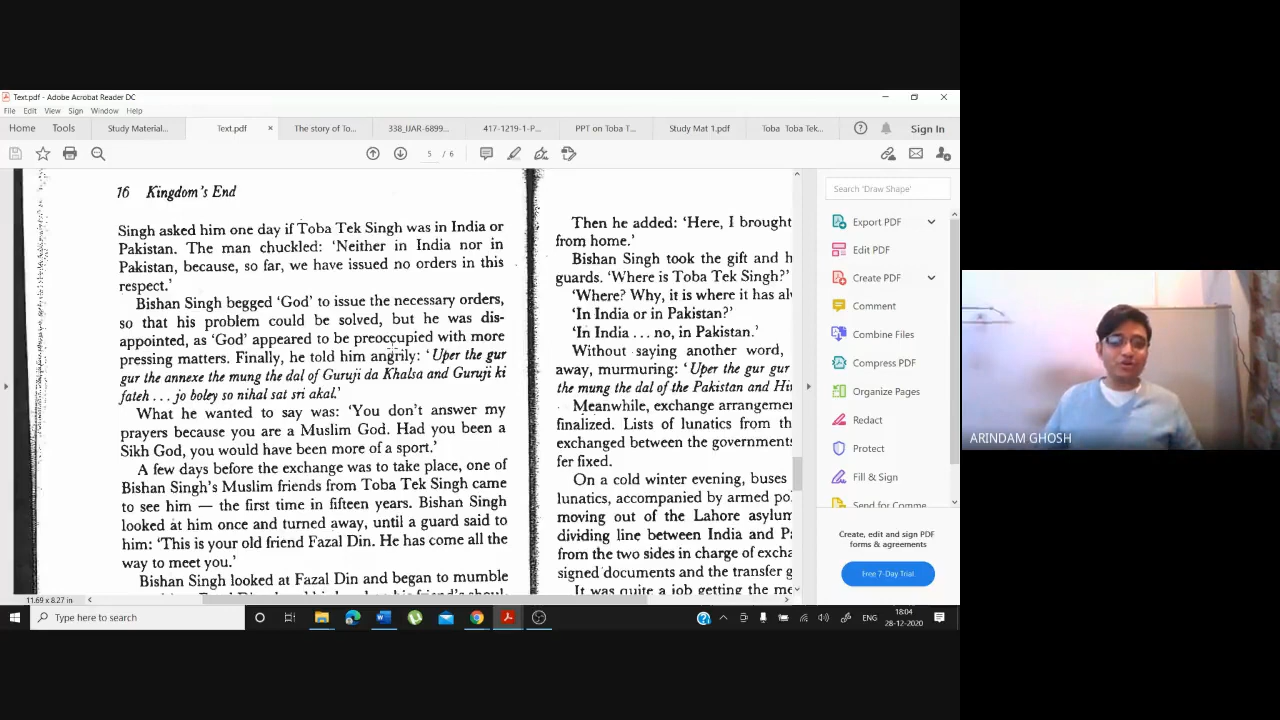 Text.pdf - Adobe Acrobat Reader DC
File Edit View Sign Window Help
Home Tools Study Material... Text.pdf × The story of To... 338_IJAR-6899... 417-1219-1-P... PPT on Toba T... Study Mat 1.pdf Toba Toba Tek... Sign In
5 / 6
16 Kingdom's End
Singh asked him one day if Toba Tek Singh was in India or
Pakistan. The man chuckled: 'Neither in India nor in
Pakistan, because, so far, we have issued no orders in this
respect.'
Bishan Singh begged 'God' to issue the necessary orders,
so that his problem could be solved, but he was dis-
appointed, as 'God' appeared to be preoccupied with more
pressing matters. Finally, he told him angrily: 'Uper the gur
gur the annexe the mung the dal of Guruji da Khalsa and Guruji ki
fateh . . . jo boley so nihal sat sri akal.'
What he wanted to say was: 'You don't answer my
prayers because you are a Muslim God. Had you been a
Sikh God, you would have been more of a sport.'
A few days before the exchange was to take place, one of
Bishan Singh's Muslim friends from Toba Tek Singh came
to see him — the first time in fifteen years. Bishan Singh
looked at him once and turned away, until a guard said to
him: 'This is your old friend Fazal Din. He has come all the
way to meet you.'
Bishan Singh looked at Fazal Din and began to mumble
Then he added: 'Here, I brought
from home.'
Bishan Singh took the gift and h
guards. 'Where is Toba Tek Singh?'
'Where? Why, it is where it has al
'In India or in Pakistan?'
'In India . . . no, in Pakistan.'
Without saying another word,
away, murmuring: 'Uper the gur gur
the mung the dal of the Pakistan and Hi
Meanwhile, exchange arrangeme
finalized. Lists of lunatics from th
exchanged between the governments
fer fixed.
On a cold winter evening, buses
lunatics, accompanied by armed po
moving out of the Lahore asylum
dividing line between India and Pa
from the two sides in charge of excha
signed documents and the transfer g
It was quite a job getting the me
11.69 x 8.27 in
Search 'Draw Shape'
Export PDF
Edit PDF
Create PDF
Comment
Combine Files
Compress PDF
Organize Pages
Redact
Protect
Fill & Sign
Send for Comme
Create, edit and sign PDF
forms & agreements
Free 7-Day Trial
ARINDAM GHOSH
Type here to search
ENG
18:04
28-12-2020